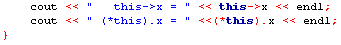 cout << "   this->x = " << this->x << endl;
cout << " (*this).x = " <<(*this).x << endl;
}